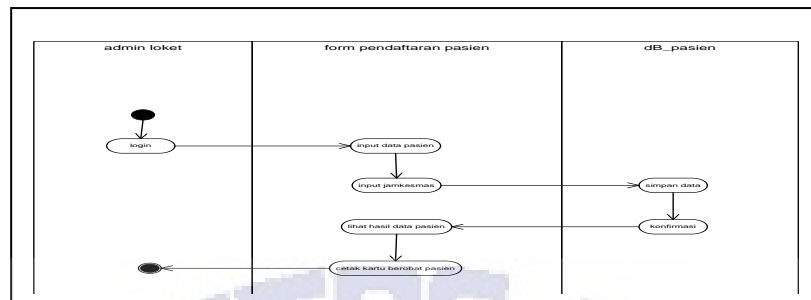 admin loket
form pendaftaran pasien
dB_pasien
login
input data pasien
input jamkesmas
simpan data
lihat hasil data pasien
konfirmasi
cetak kartu berobat pasien